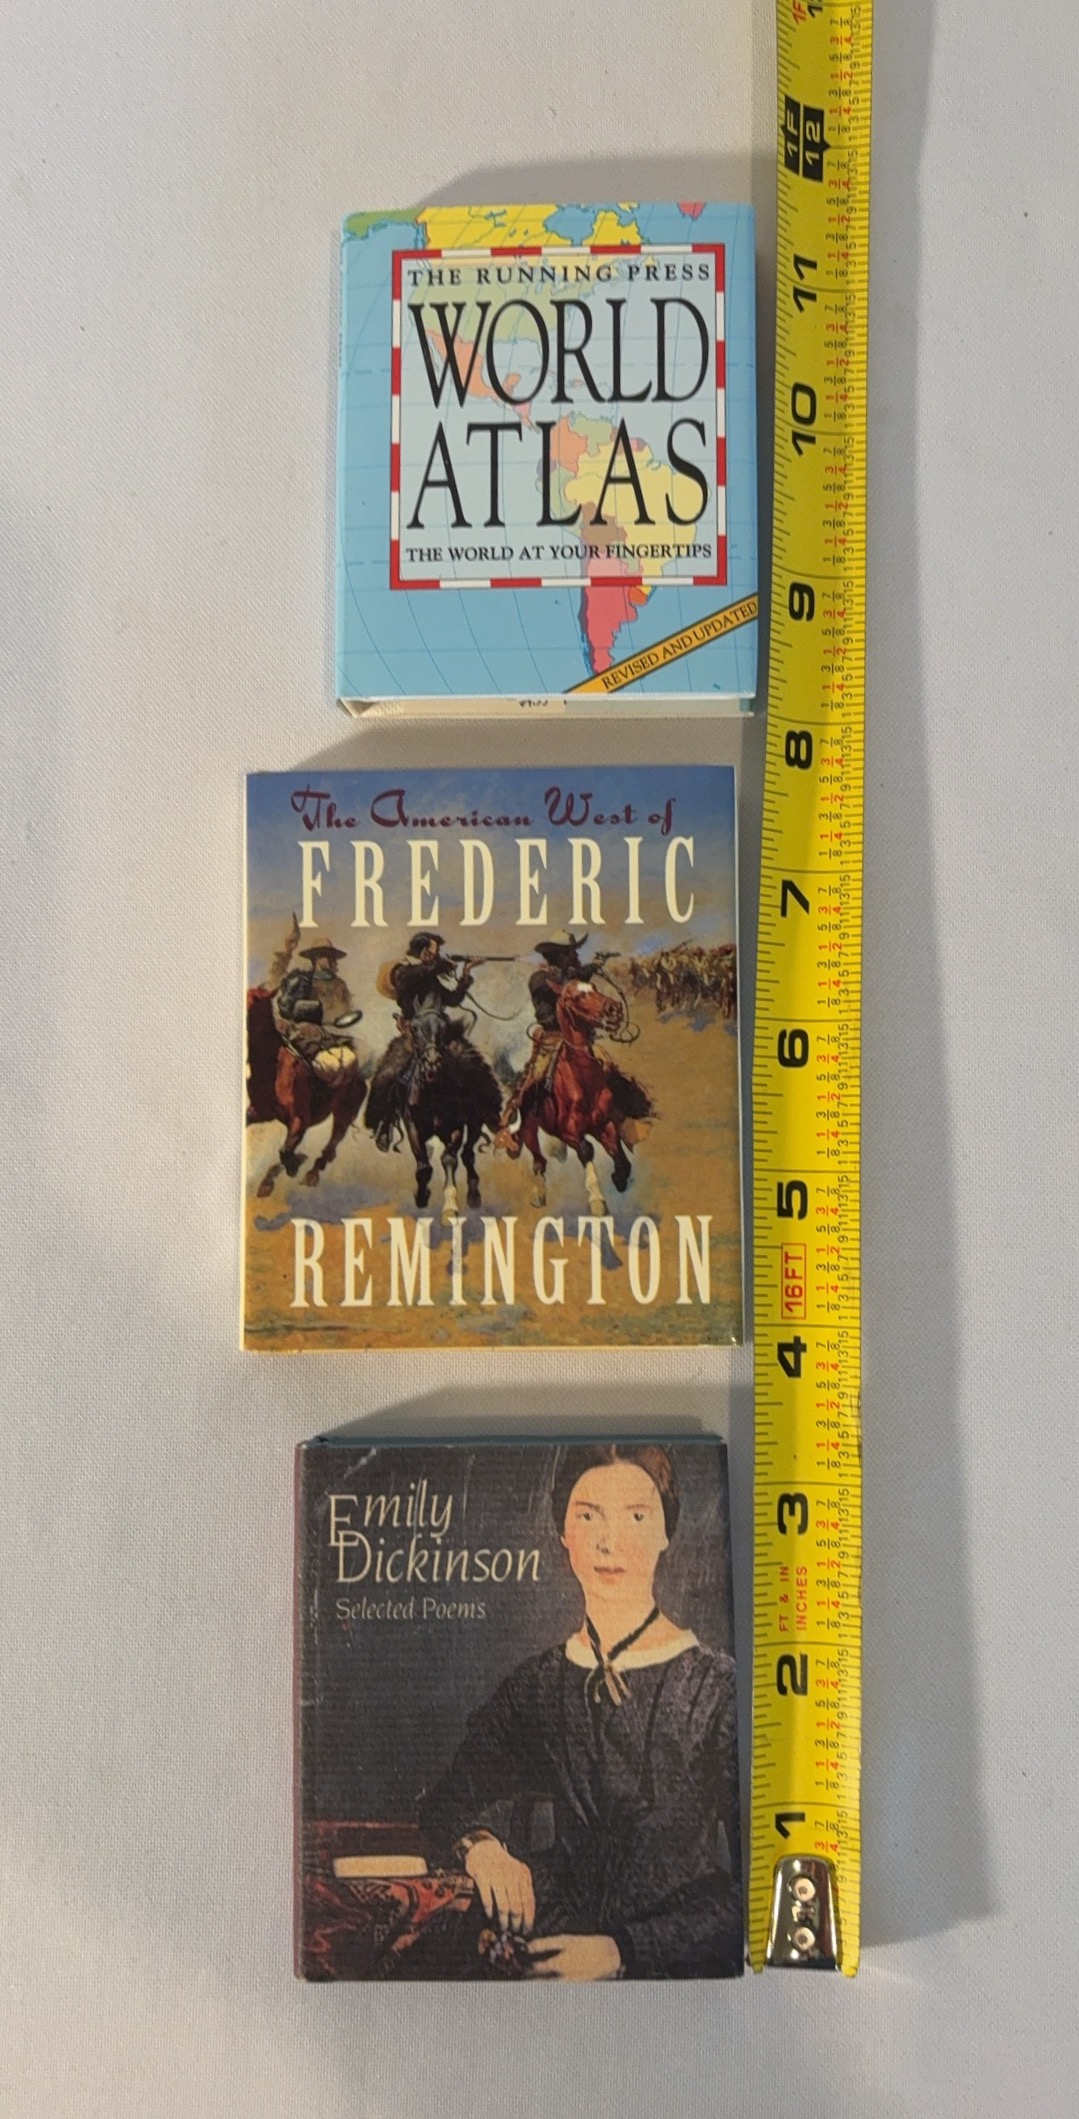 THE RUNNING PRESS
WORLD
ATLAS
THE WORLD AT YOUR FINGERTIPS
REVISED AND UPDATED
The American West of
FREDERIC
REMINGTON
Emily
Dickinson
Selected Poems
1F
12
11
10
9
8
7
6
5
16FT
4
3
FT & IN
INCHES
2
1